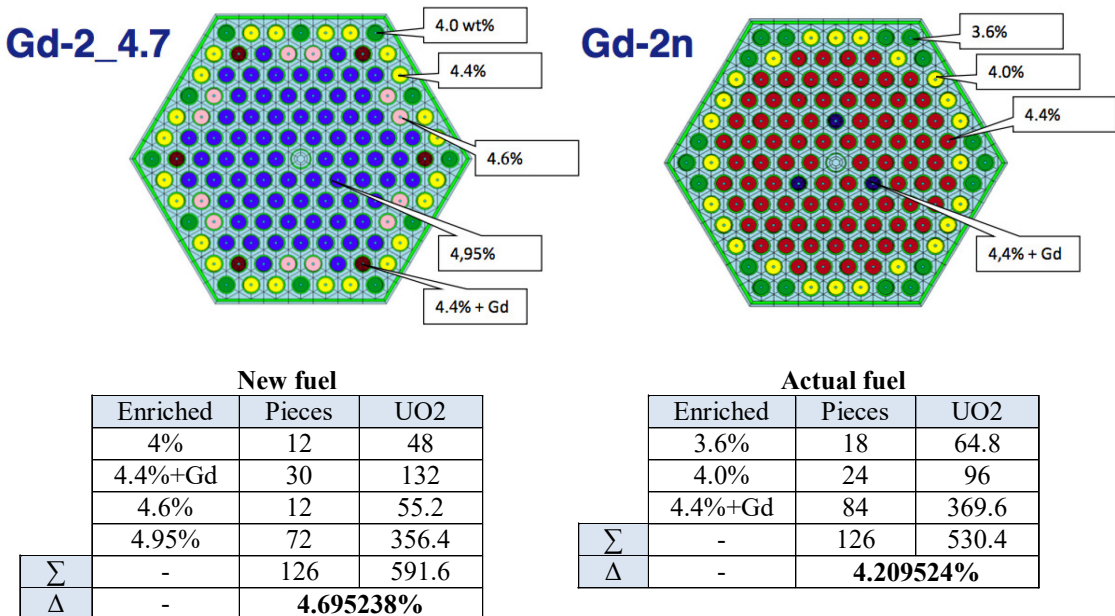 Gd-2_4.7
4.0 wt%
4.4%
4.6%
4,95%
4.4% + Gd
Gd-2n
3.6%
4.0%
4.4%
4,4% + Gd
New fuel
Enriched Pieces UO2
4% 12 48
4.4%+Gd 30 132
4.6% 12 55.2
4.95% 72 356.4
∑ - 126 591.6
Δ - 4.695238%
Actual fuel
Enriched Pieces UO2
3.6% 18 64.8
4.0% 24 96
4.4%+Gd 84 369.6
∑ - 126 530.4
Δ - 4.209524%